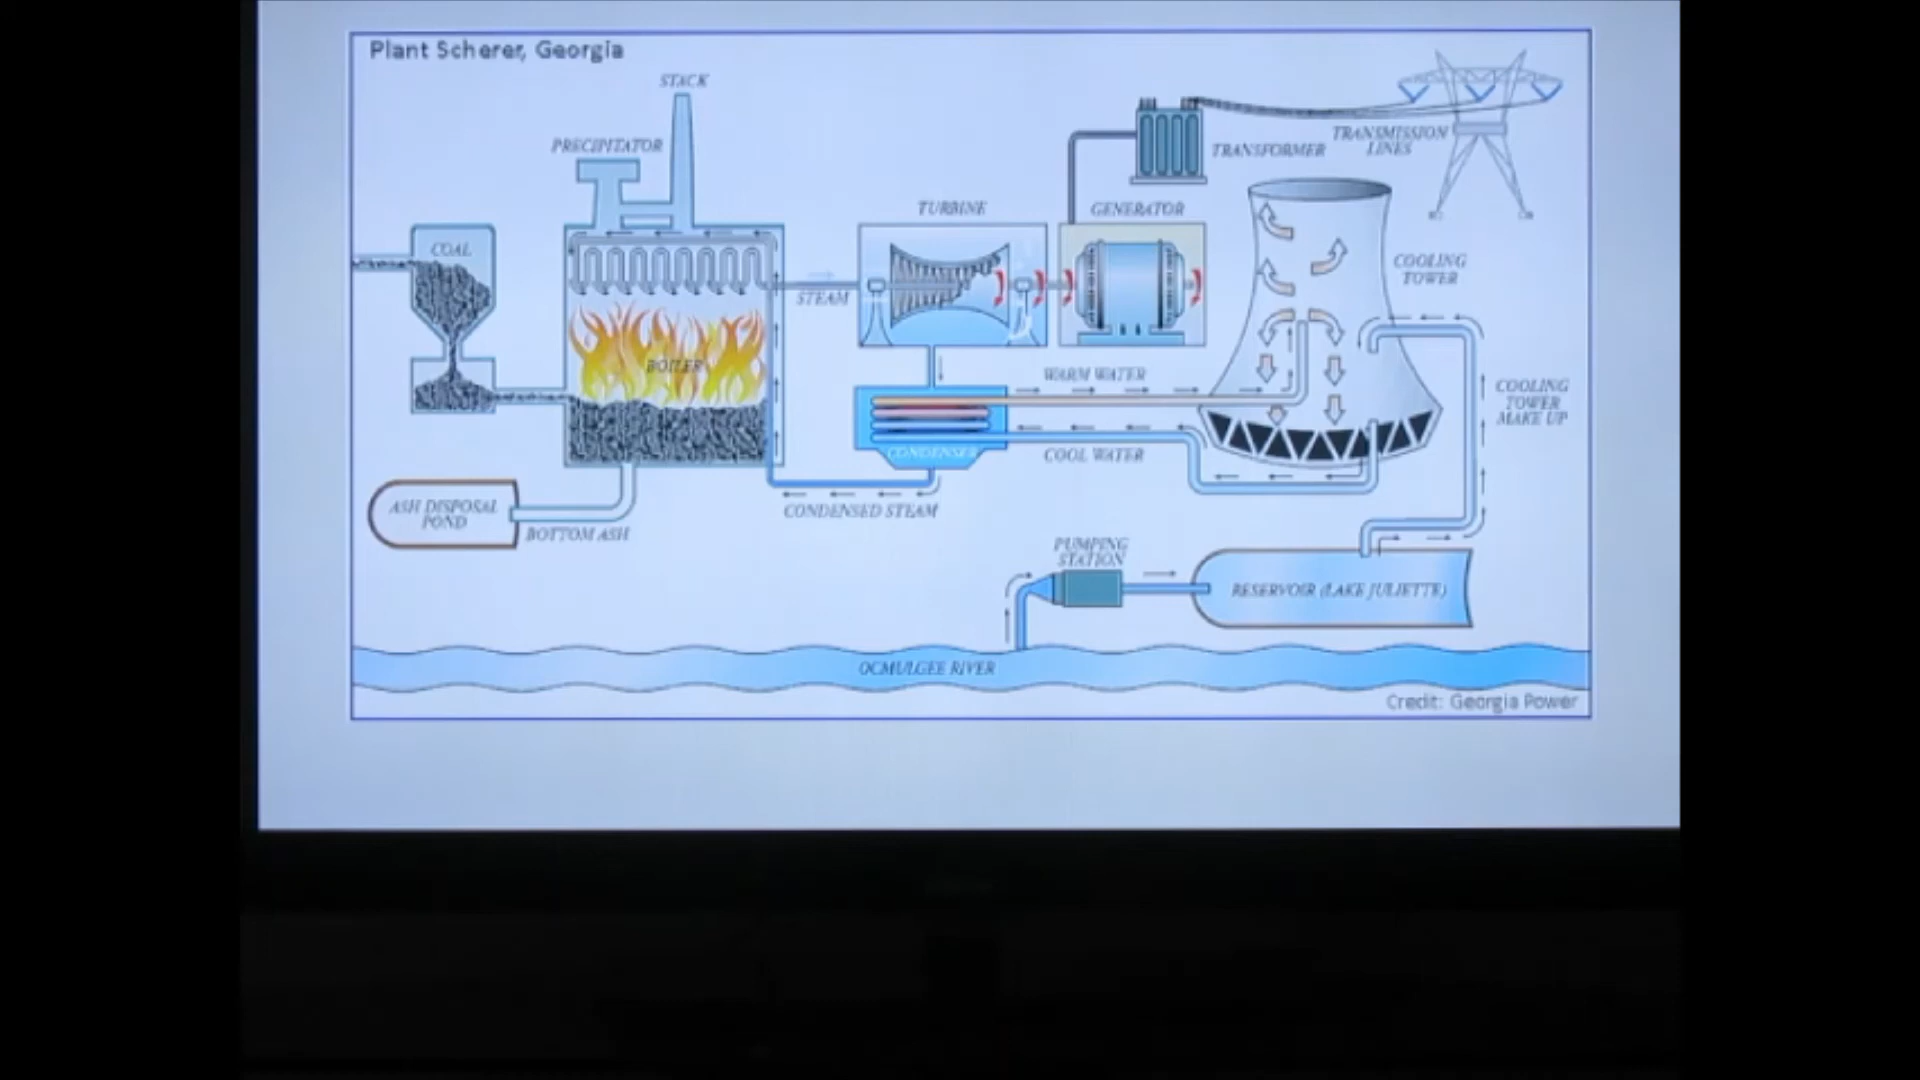 Plant Scherer, Georgia
STACK
PRECIPITATOR
TRANSMISSION
LINES
TRANSFORMER
TURBINE
GENERATOR
COAL
COOLING
TOWER
STEAM
BOILER
WARM WATER
COOLING
TOWER
MAKE UP
CONDENSER
COOL WATER
ASH DISPOSAL
POND
BOTTOM ASH
CONDENSED STEAM
PUMPING
STATION
RESERVOIR (LAKE JULIETTE)
OCMULGEE RIVER
Credit: Georgia Power